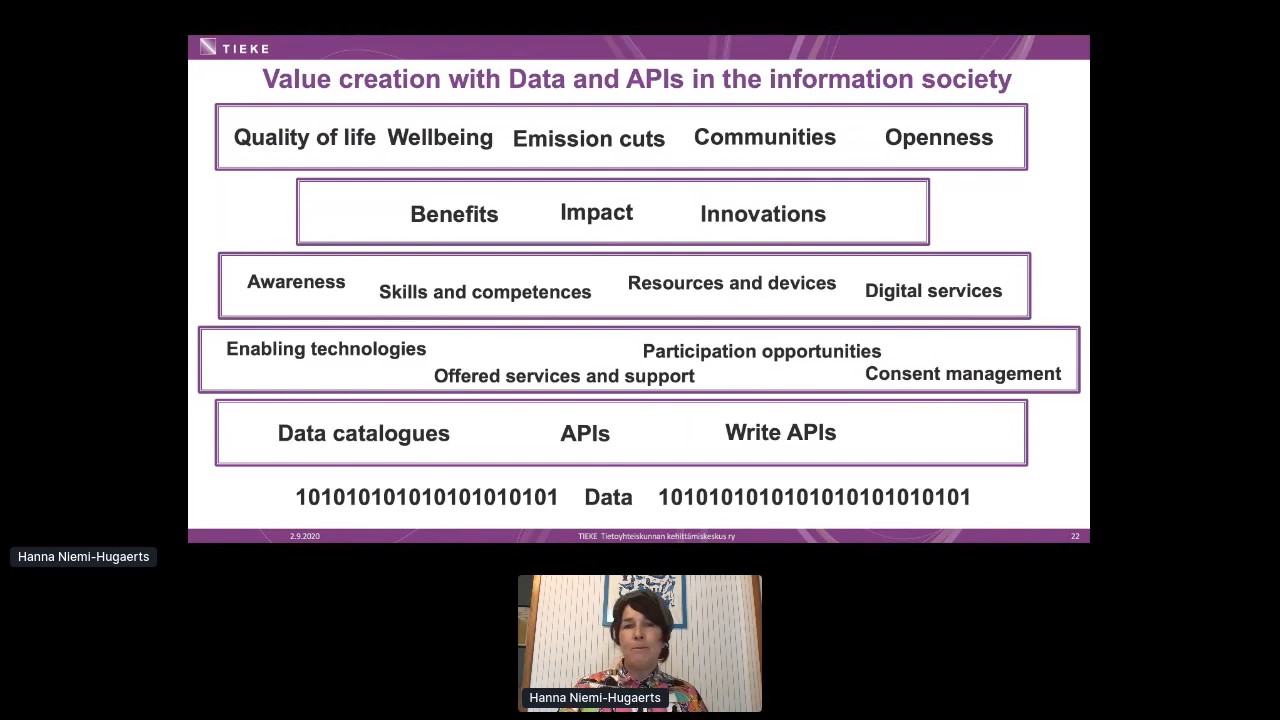 TIEKE
Value creation with Data and APIs in the information society
Quality of life Wellbeing Emission cuts Communities Openness
Benefits Impact Innovations
Awareness Skills and competences Resources and devices Digital services
Enabling technologies Participation opportunities
Offered services and support Consent management
Data catalogues APIs Write APIs
101010101010101010101 Data 1010101010101010101010101
2.9.2020 TIEKE Tietoyhteiskunnan kehittämiskeskus ry 22
Hanna Niemi-Hugaerts
Hanna Niemi-Hugaerts